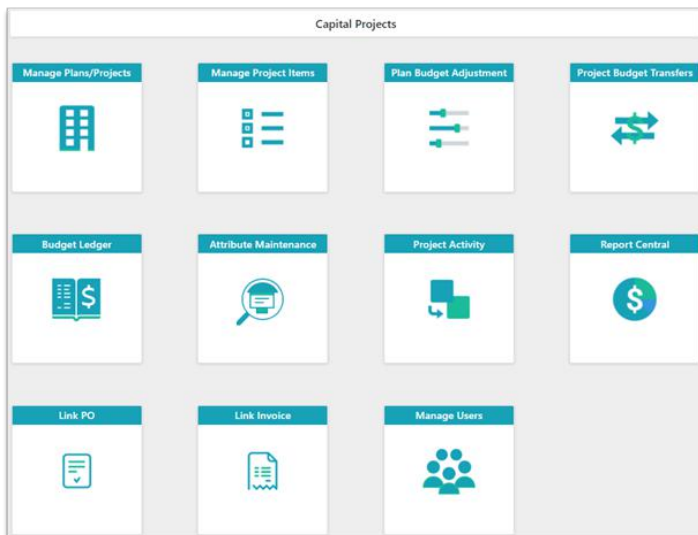 Capital Projects
Manage Plans/Projects
Manage Project Items
Plan Budget Adjustment
Project Budget Transfers
Budget Ledger
Attribute Maintenance
Project Activity
Report Central
Link PO
Link Invoice
Manage Users